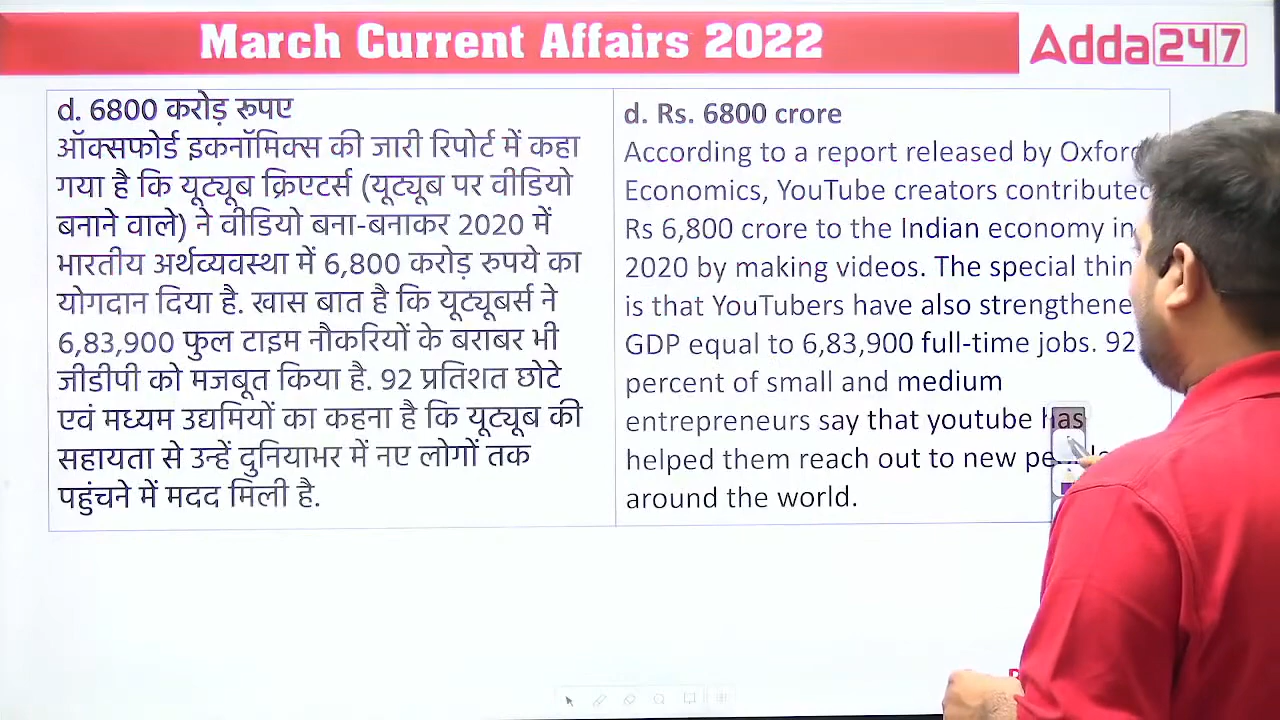 March Current Affairs 2022
Adda247
d. 6800 करोड़ रूपए
ऑक्सफोर्ड इकनॉमिक्स की जारी रिपोर्ट में कहा
गया है कि यूट्यूब क्रिएटर्स (यूट्यूब पर वीडियो
बनाने वाले) ने वीडियो बना-बनाकर 2020 में
भारतीय अर्थव्यवस्था में 6,800 करोड़ रुपये का
योगदान दिया है. खास बात है कि यूट्यूबर्स ने
6,83,900 फुल टाइम नौकरियों के बराबर भी
जीडीपी को मजबूत किया है. 92 प्रतिशत छोटे
एवं मध्यम उद्यमियों का कहना है कि यूट्यूब की
सहायता से उन्हें दुनियाभर में नए लोगों तक
पहुंचने में मदद मिली है.
d. Rs. 6800 crore
According to a report released by Oxford
Economics, YouTube creators contributed
Rs 6,800 crore to the Indian economy in
2020 by making videos. The special
is that YouTubers have also
GDP equal to 6,83,900 full-time jobs. 92
percent of small and medium
entrepreneurs say that youtube has
helped them reach out to new
around the world.